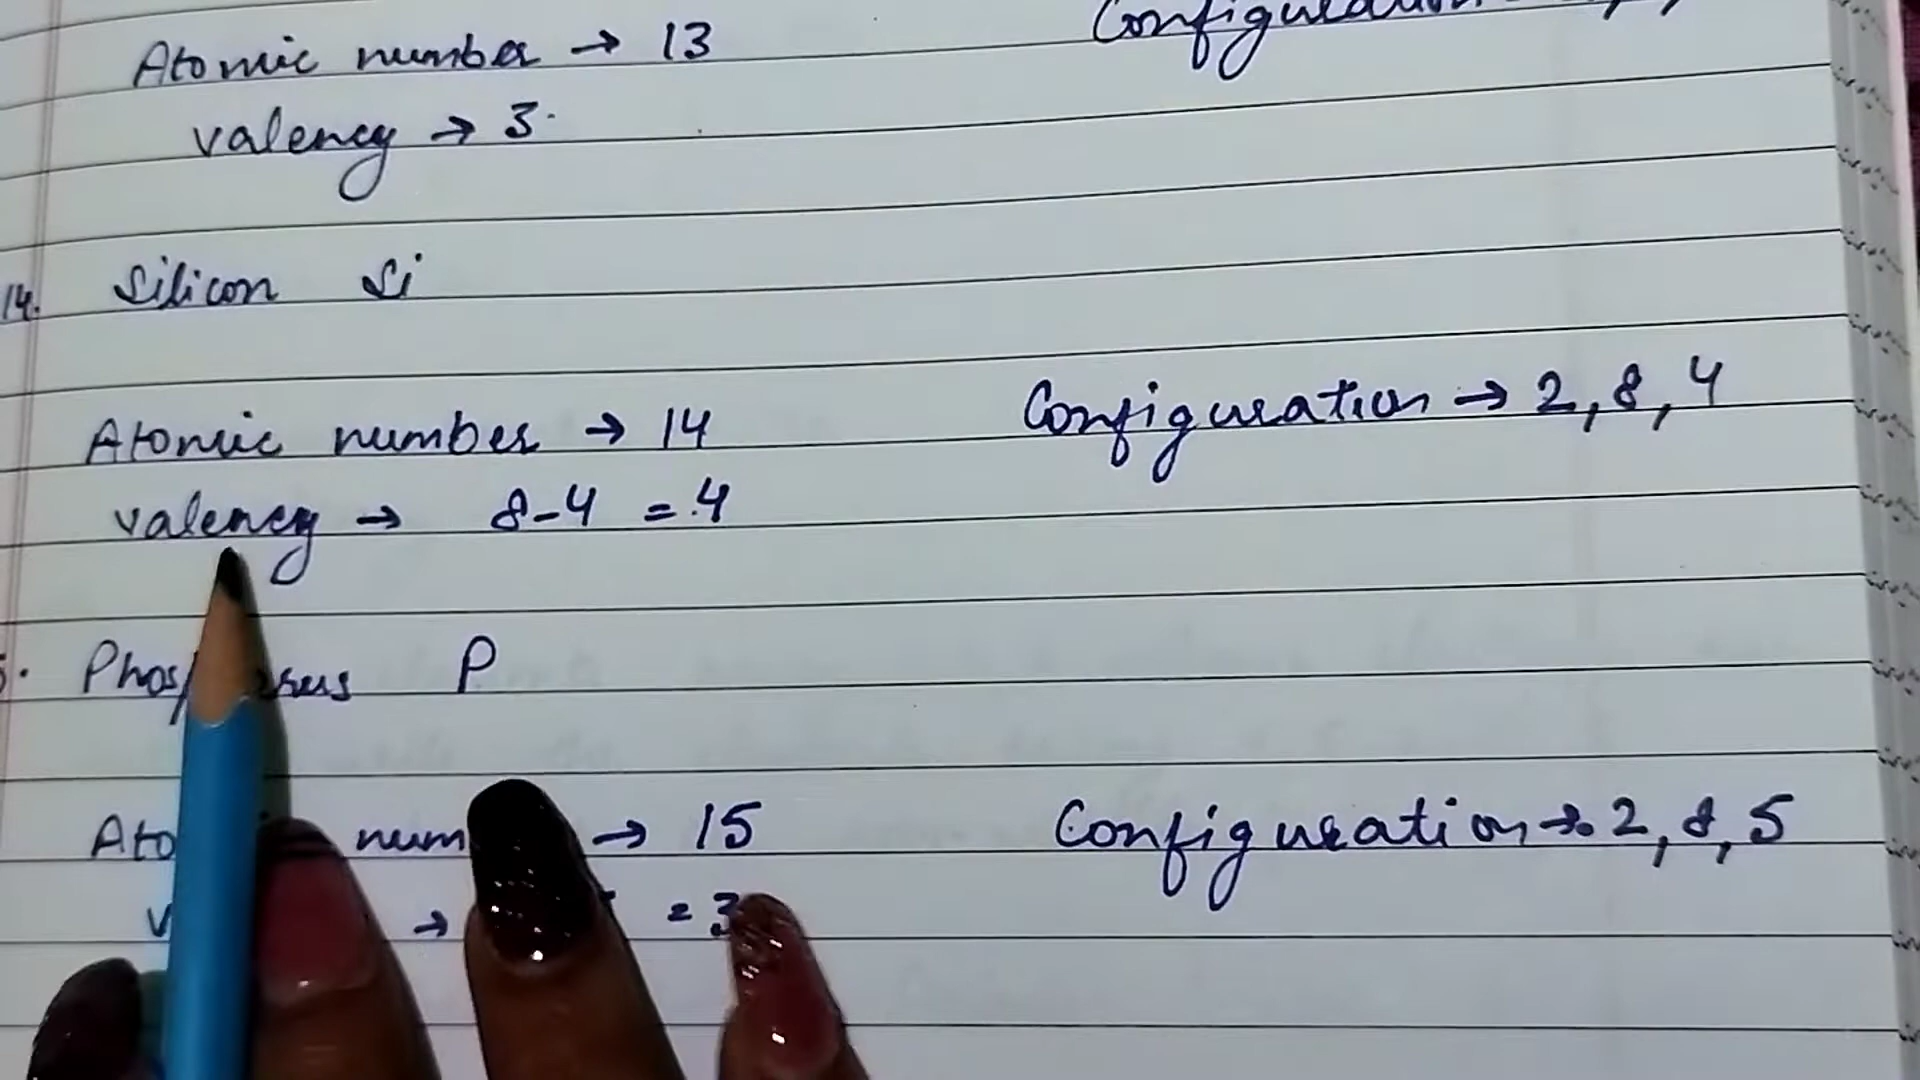 Configuration
Atomic number → 13
valency → 3.
14. Silicon Si
Atomic number → 14 Configuration → 2, 8, 4
valency → 8-4 = 4
P
15 Configuration → 2, 8, 5
→ = 3